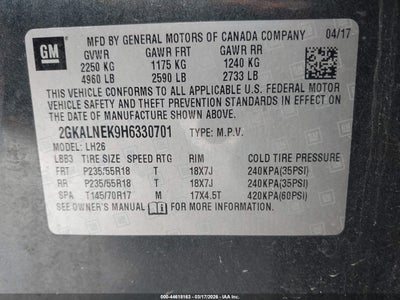 GM
MFD BY GENERAL MOTORS OF CANADA COMPANY
GVWR GAWR FRT GAWR RR 04/17
2250 KG 1175 KG 1240 KG
4960 LB 2590 LB 2733 LB
THIS VEHICLE CONFORMS TO ALL APPLICABLE U.S. FEDERAL MOTOR
VEHICLE SAFETY, BUMPER, AND THEFT PREVENTION STANDARDS
IN EFFECT ON THE DATE OF MANUFACTURE SHOWN ABOVE.
2GKALNEK9H6330701 TYPE: M.P.V.
MODEL: LH26
LBB3 TIRE SIZE SPEED RTG RIM COLD TIRE PRESSURE
FRT P235/55R18 T 18X7J 240KPA(35PSI)
RR P235/55R18 T 18X7J 240KPA(35PSI)
SPA T145/70R17 M 17X4.5T 420KPA(60PSI)
SEE OWNER'S MANUAL FOR MORE INFORMATION.
000-44618163 - 03/17/2026 - IAAI.COM